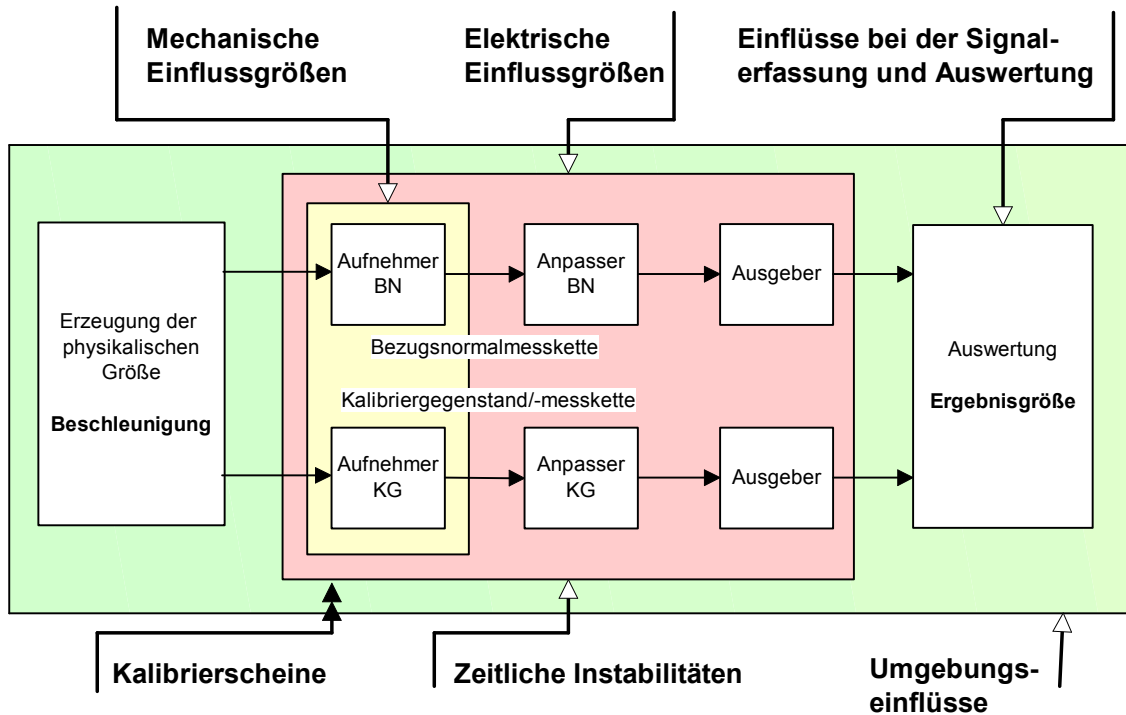 Mechanische
Einflussgrößen
Elektrische
Einflussgrößen
Einflüsse bei der Signal-
erfassung und Auswertung
Erzeugung der
physikalischen
Größe
Beschleunigung
Aufnehmer
BN
Anpasser
BN
Ausgeber
Bezugsnormalmesskette
Kalibriergegenstand/-messkette
Aufnehmer
KG
Anpasser
KG
Ausgeber
Auswertung
Ergebnisgröße
Kalibrierscheine
Zeitliche Instabilitäten
Umgebungs-
einflüsse